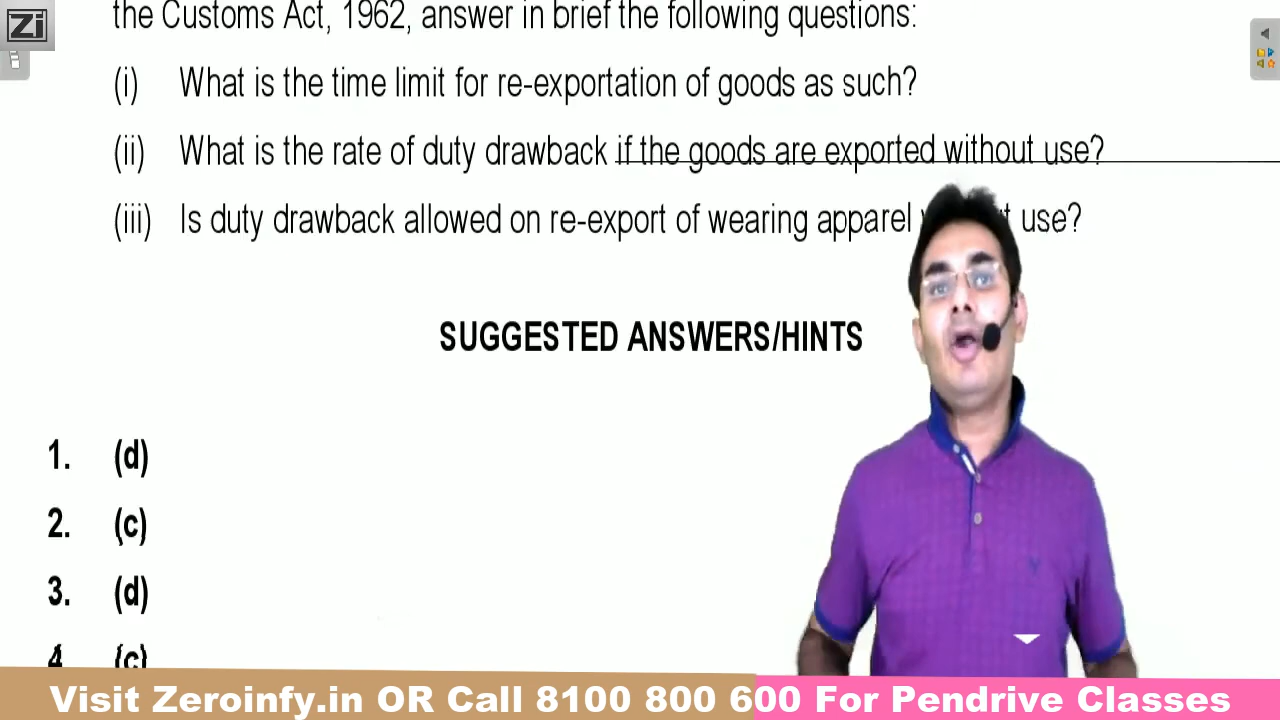 Zi
the Customs Act, 1962, answer in brief the following questions:
(i) What is the time limit for re-exportation of goods as such?
(ii) What is the rate of duty drawback if the goods are exported without use?
(iii) Is duty drawback allowed on re-export of wearing apparel use?
SUGGESTED ANSWERS/HINTS
1. (d)
2. (c)
3. (d)
4. (c)
Visit Zeroinfy.in OR Call 8100 800 600 For Pendrive Classes